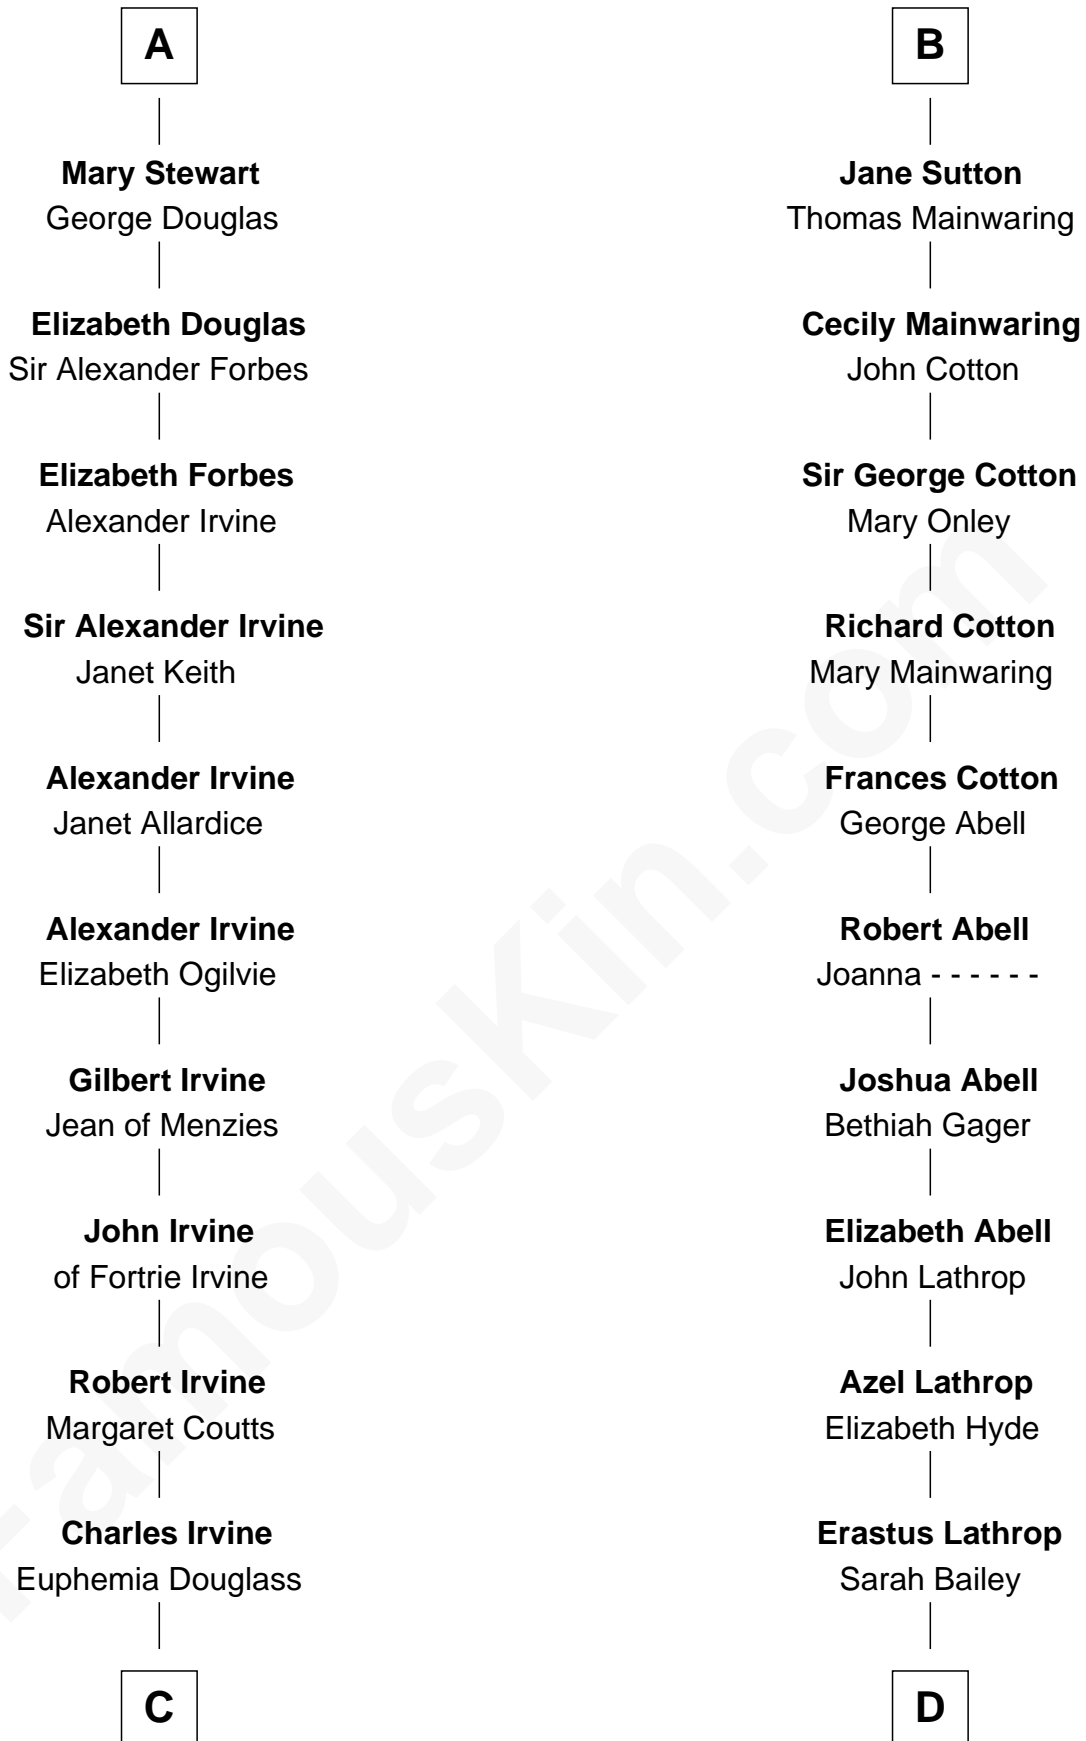 A
Mary Stewart
George Douglas
Elizabeth Douglas
Sir Alexander Forbes
Elizabeth Forbes
Alexander Irvine
Sir Alexander Irvine
Janet Keith
Alexander Irvine
Janet Allardice
Alexander Irvine
Elizabeth Ogilvie
Gilbert Irvine
Jean of Menzies
John Irvine
of Fortrie Irvine
Robert Irvine
Margaret Coutts
Charles Irvine
Euphemia Douglass
C
B
Jane Sutton
Thomas Mainwaring
Cecily Mainwaring
John Cotton
Sir George Cotton
Mary Onley
Richard Cotton
Mary Mainwaring
Frances Cotton
George Abell
Robert Abell
Joanna - - - - - -
Joshua Abell
Bethiah Gager
Elizabeth Abell
John Lathrop
Azel Lathrop
Elizabeth Hyde
Erastus Lathrop
Sarah Bailey
D
FamousKin.com